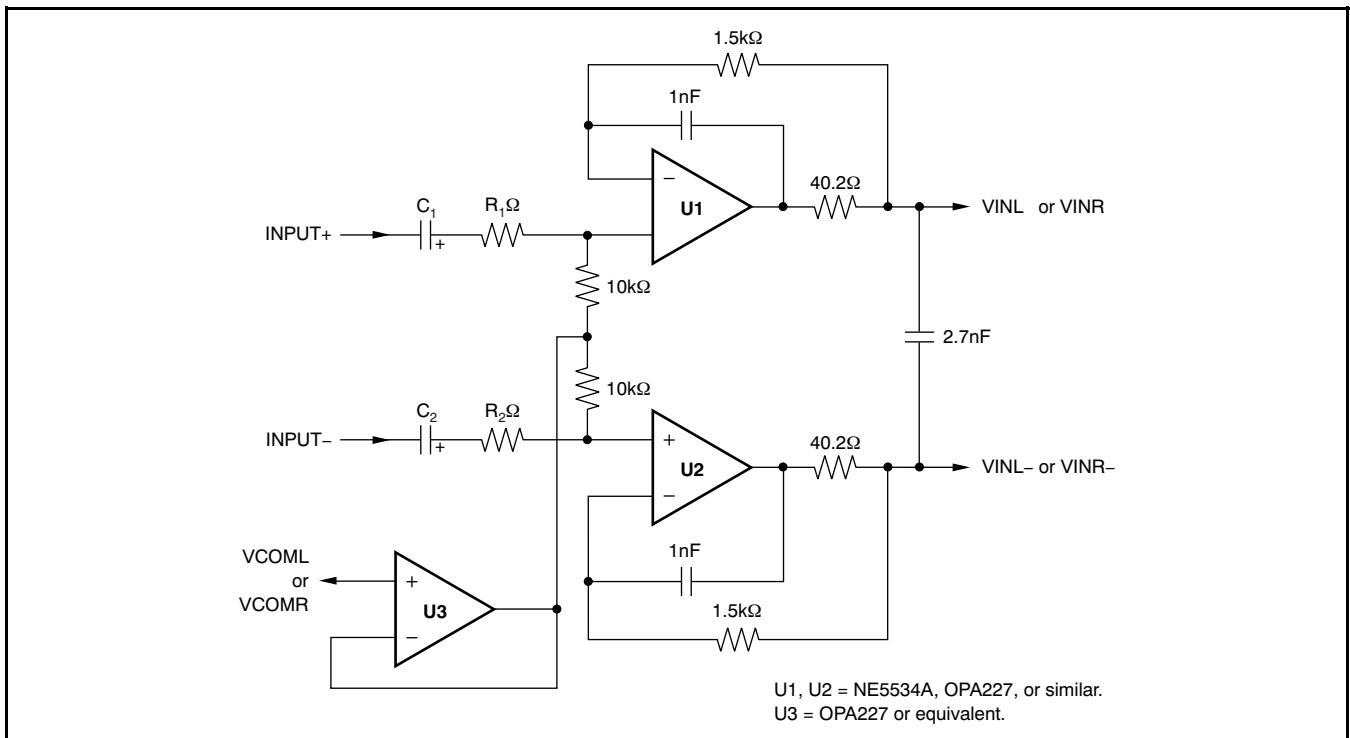 1.5kΩ
1nF
−
U1
40.2Ω
VINL or VINR
C1
+
R1Ω
INPUT+
10kΩ
2.7nF
10kΩ
C2
+
R2Ω
INPUT−
+
U2
−
40.2Ω
VINL− or VINR−
1nF
VCOML
or
VCOMR
+
U3
−
1.5kΩ
U1, U2 = NE5534A, OPA227, or similar.
U3 = OPA227 or equivalent.